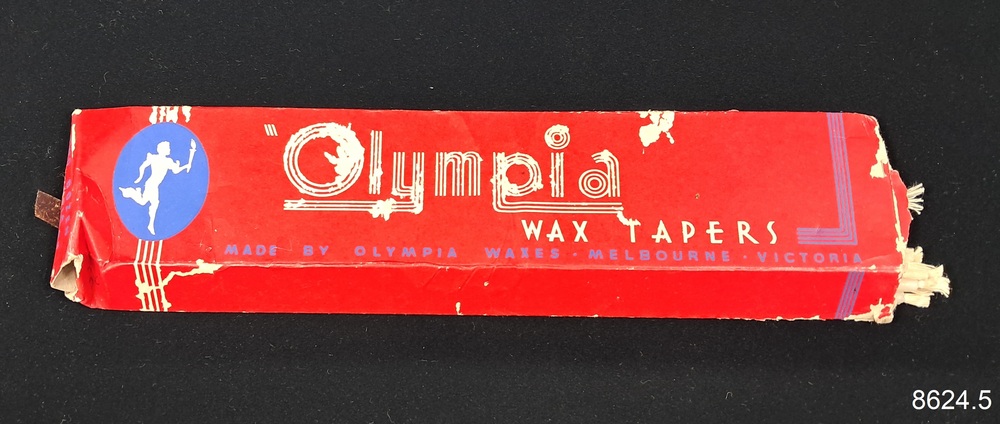 "Olympia
WAX TAPERS
MADE BY OLYMPIA WAXES · MELBOURNE · VICTORIA
8624.5